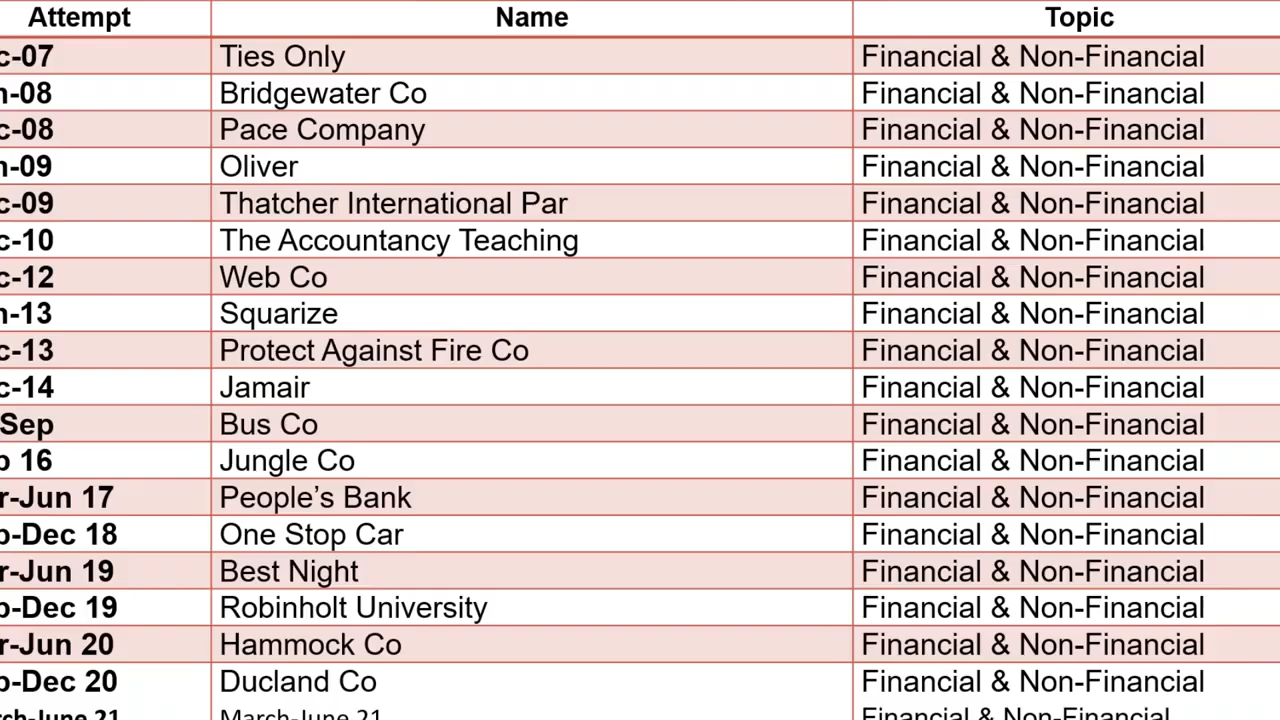 Attempt Name Topic
c-07 Ties Only Financial & Non-Financial
n-08 Bridgewater Co Financial & Non-Financial
c-08 Pace Company Financial & Non-Financial
n-09 Oliver Financial & Non-Financial
c-09 Thatcher International Par Financial & Non-Financial
c-10 The Accountancy Teaching Financial & Non-Financial
c-12 Web Co Financial & Non-Financial
n-13 Squarize Financial & Non-Financial
c-13 Protect Against Fire Co Financial & Non-Financial
c-14 Jamair Financial & Non-Financial
Sep Bus Co Financial & Non-Financial
p 16 Jungle Co Financial & Non-Financial
r-Jun 17 People’s Bank Financial & Non-Financial
p-Dec 18 One Stop Car Financial & Non-Financial
r-Jun 19 Best Night Financial & Non-Financial
p-Dec 19 Robinholt University Financial & Non-Financial
r-Jun 20 Hammock Co Financial & Non-Financial
p-Dec 20 Ducland Co Financial & Non-Financial
rch-June 21 March-June 21 Financial & Non-Financial